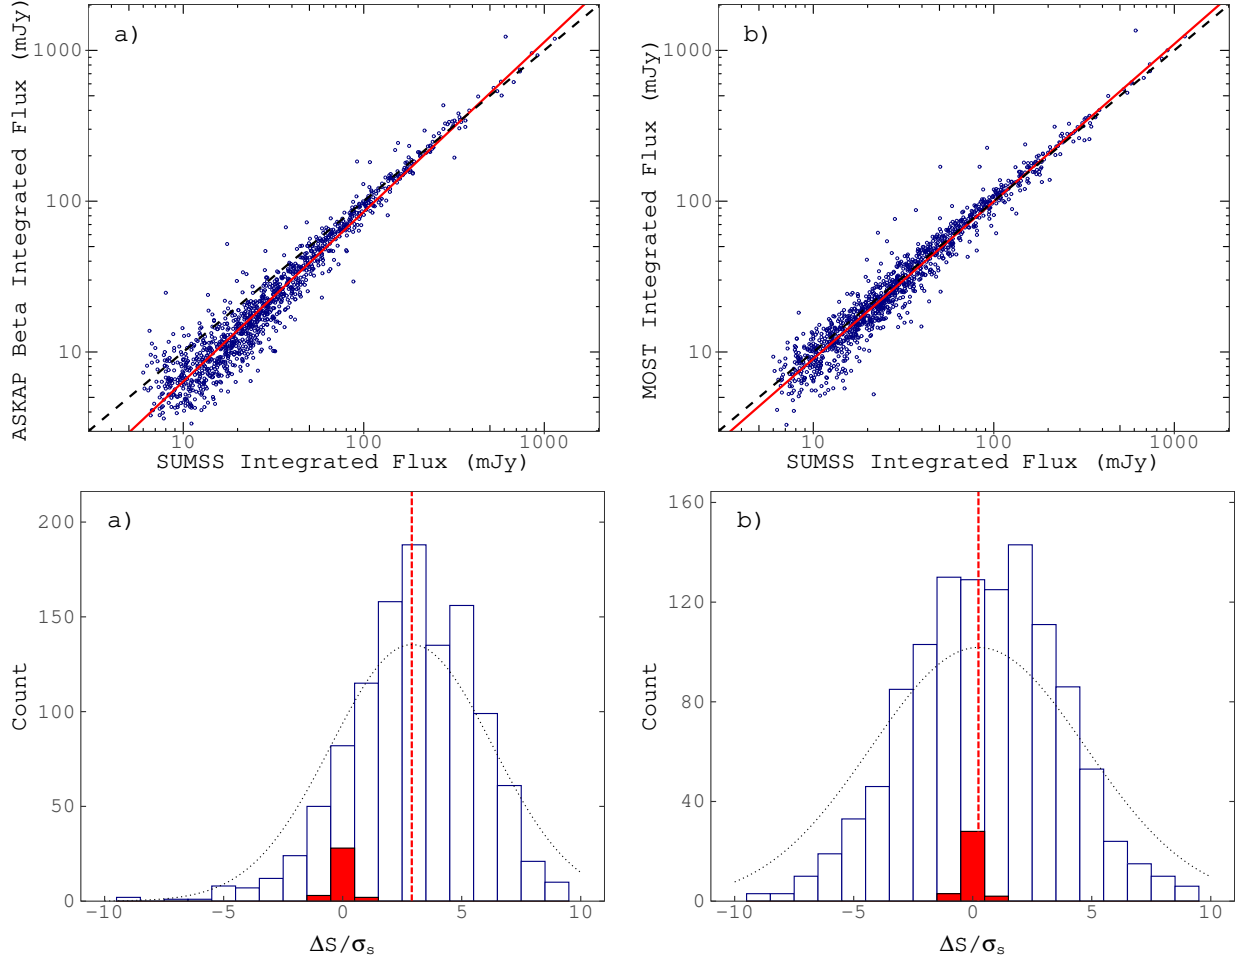 a)
ASKAP Beta Integrated Flux (mJy)
1000
100
10
10 100 1000
SUMSS Integrated Flux (mJy)
b)
MOST Integrated Flux (mJy)
1000
100
10
10 100 1000
SUMSS Integrated Flux (mJy)
a)
Count
200
150
100
50
0
−10 −5 0 5 10
ΔS/σs
b)
Count
160
120
80
40
0
−10 −5 0 5 10
ΔS/σs